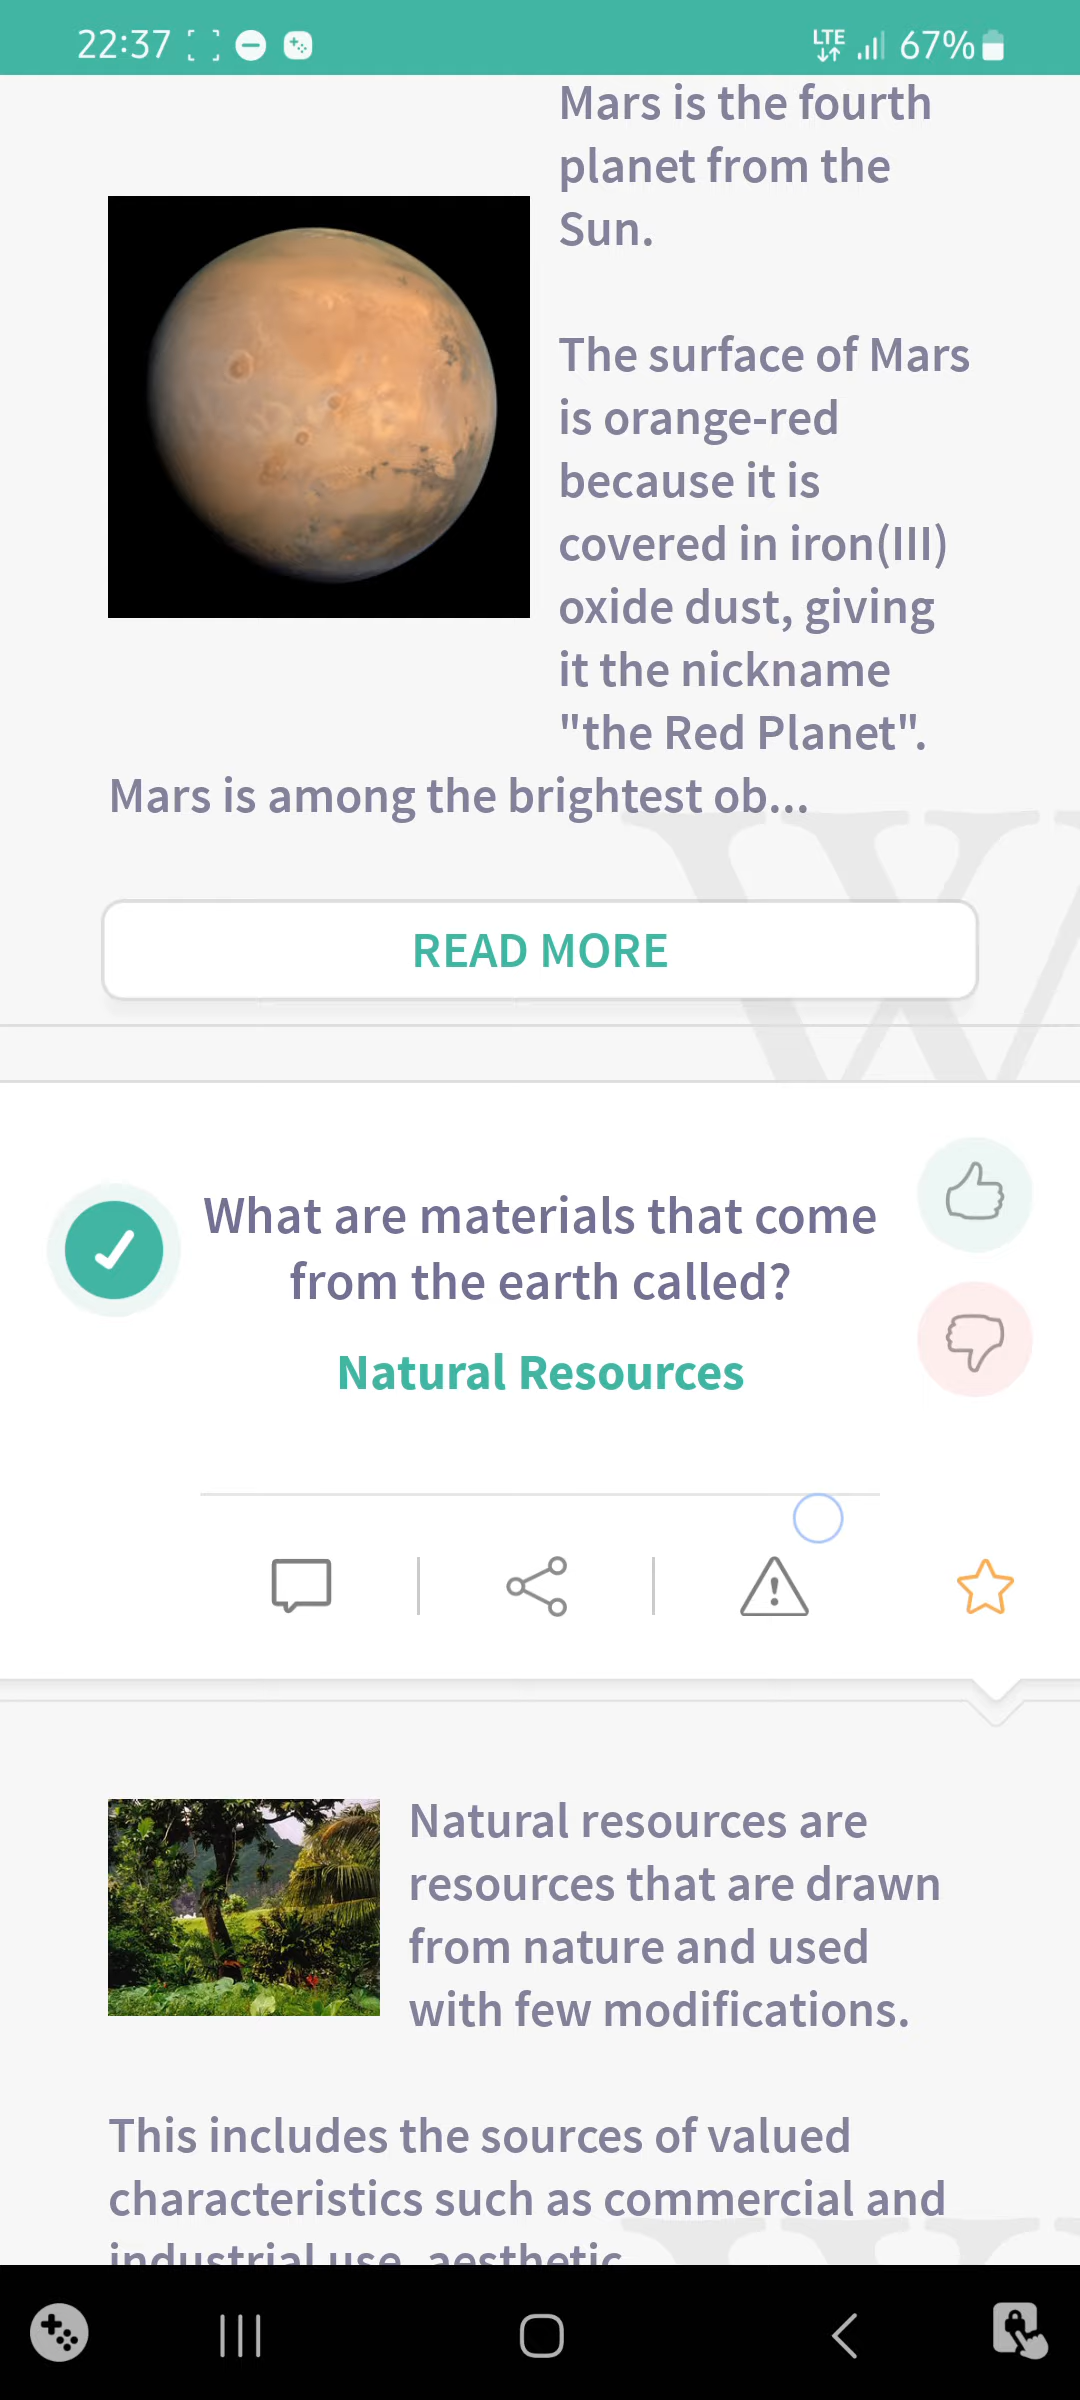 22:37
LTE
67%
Mars is the fourth
planet from the
Sun.
The surface of Mars
is orange-red
because it is
covered in iron(III)
oxide dust, giving
it the nickname
"the Red Planet".
Mars is among the brightest ob...
READ MORE
What are materials that come
from the earth called?
Natural Resources
Natural resources are
resources that are drawn
from nature and used
with few modifications.
This includes the sources of valued
characteristics such as commercial and
industrial use, aesthetic